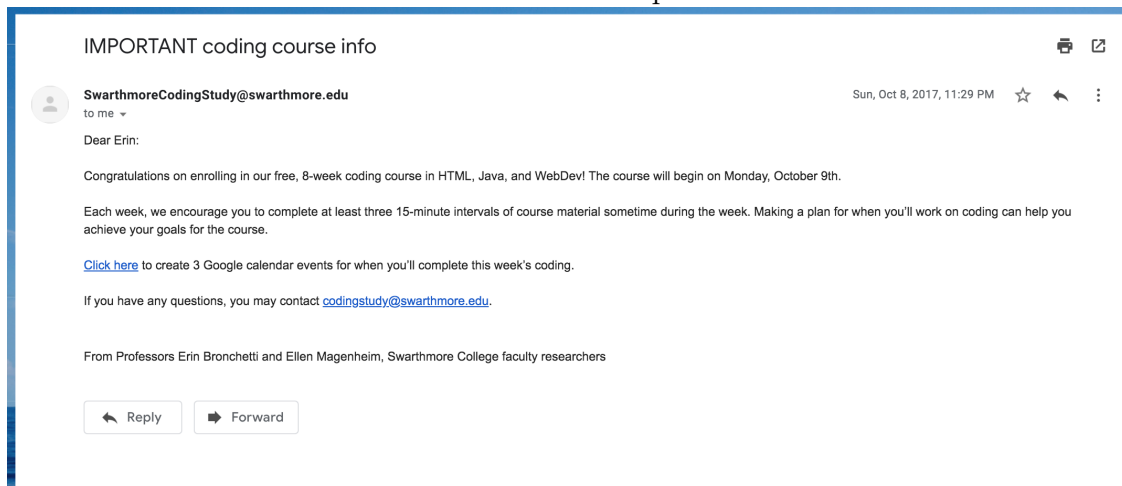 IMPORTANT coding course info
SwarthmoreCodingStudy@swarthmore.edu
Sun, Oct 8, 2017, 11:29 PM
to me
Dear Erin:
Congratulations on enrolling in our free, 8-week coding course in HTML, Java, and WebDev! The course will begin on Monday, October 9th.
Each week, we encourage you to complete at least three 15-minute intervals of course material sometime during the week. Making a plan for when you’ll work on coding can help you
achieve your goals for the course.
Click here to create 3 Google calendar events for when you’ll complete this week’s coding.
If you have any questions, you may contact codingstudy@swarthmore.edu.
From Professors Erin Bronchetti and Ellen Magenheim, Swarthmore College faculty researchers
Reply
Forward